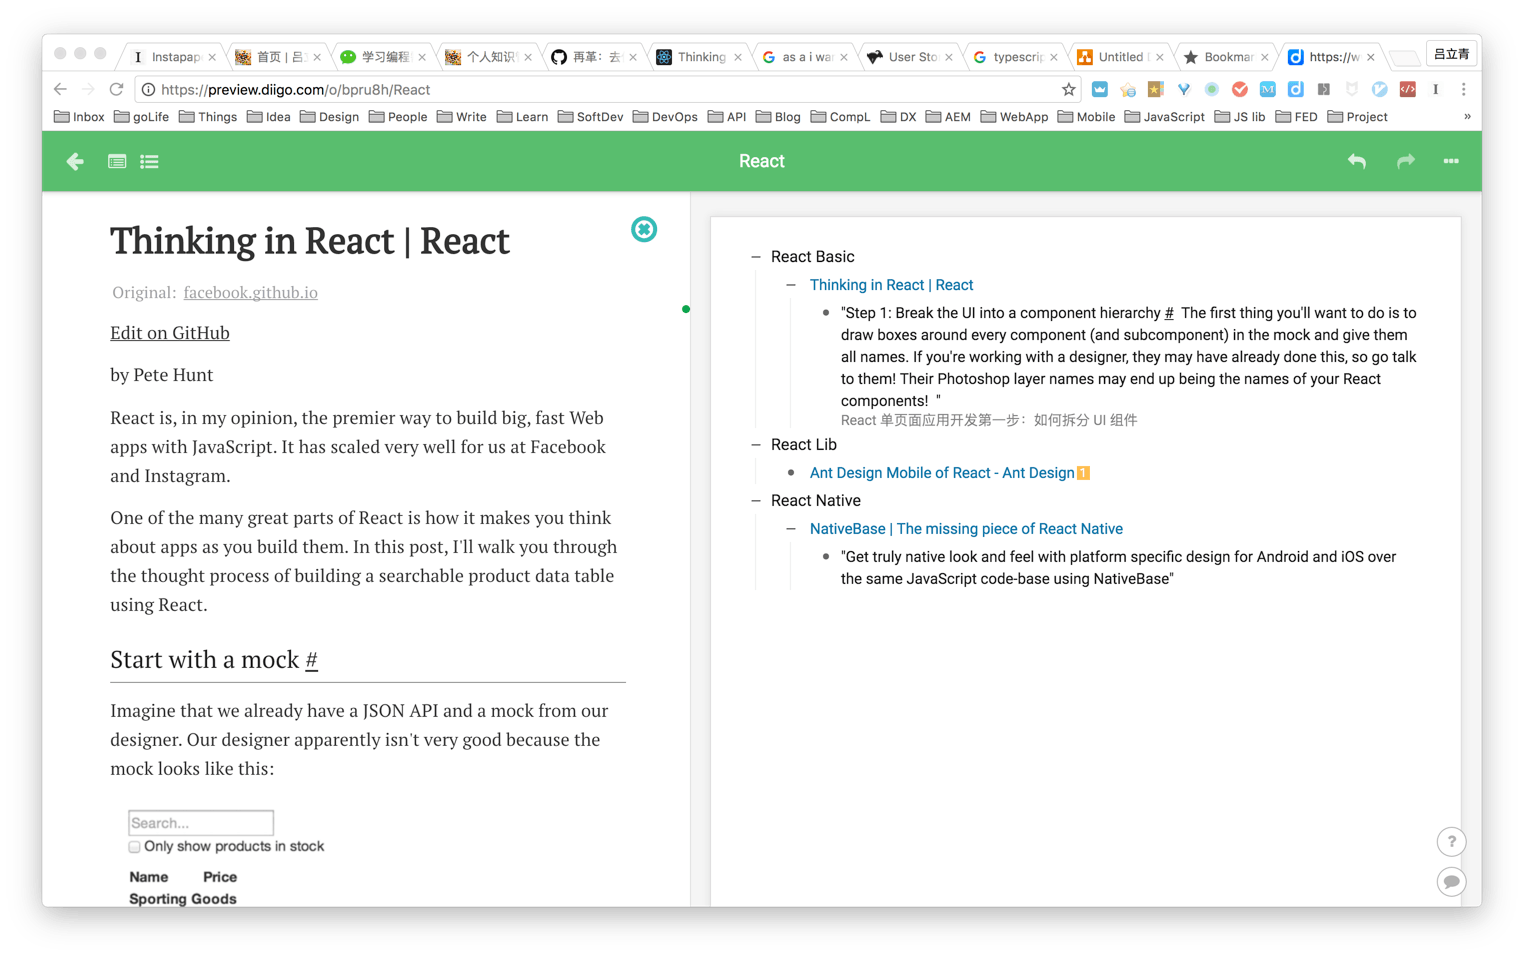 Instapap
首页 | 吕
学习编程
个人知识
再革：去
Thinking
as a i war
User Sto
typescrip
Untitled
Bookmar
https://w
吕立青
https://preview.diigo.com/o/bpru8h/React
Inbox goLife Things Idea Design People Write Learn SoftDev DevOps API Blog CompL DX AEM WebApp Mobile JavaScript JS lib FED Project »
React
Thinking in React | React
Original: facebook.github.io
Edit on GitHub
by Pete Hunt
React is, in my opinion, the premier way to build big, fast Web
apps with JavaScript. It has scaled very well for us at Facebook
and Instagram.
One of the many great parts of React is how it makes you think
about apps as you build them. In this post, I'll walk you through
the thought process of building a searchable product data table
using React.
Start with a mock #
Imagine that we already have a JSON API and a mock from our
designer. Our designer apparently isn't very good because the
mock looks like this:
Search...
Only show products in stock
Name Price
Sporting Goods
React Basic
Thinking in React | React
"Step 1: Break the UI into a component hierarchy # The first thing you'll want to do is to
draw boxes around every component (and subcomponent) in the mock and give them
all names. If you're working with a designer, they may have already done this, so go talk
to them! Their Photoshop layer names may end up being the names of your React
components! "
React 单页面应用开发第一步：如何拆分 UI 组件
React Lib
Ant Design Mobile of React - Ant Design 1
React Native
NativeBase | The missing piece of React Native
"Get truly native look and feel with platform specific design for Android and iOS over
the same JavaScript code-base using NativeBase"
?